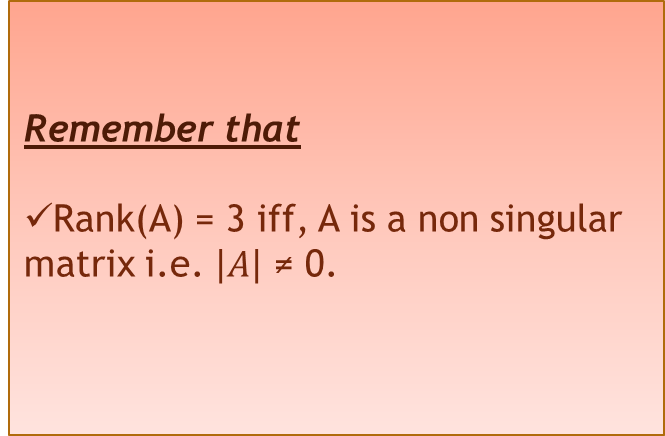 Remember that
✓Rank(A) = 3 iff, A is a non singular
matrix i.e. |𝐴| ≠ 0.